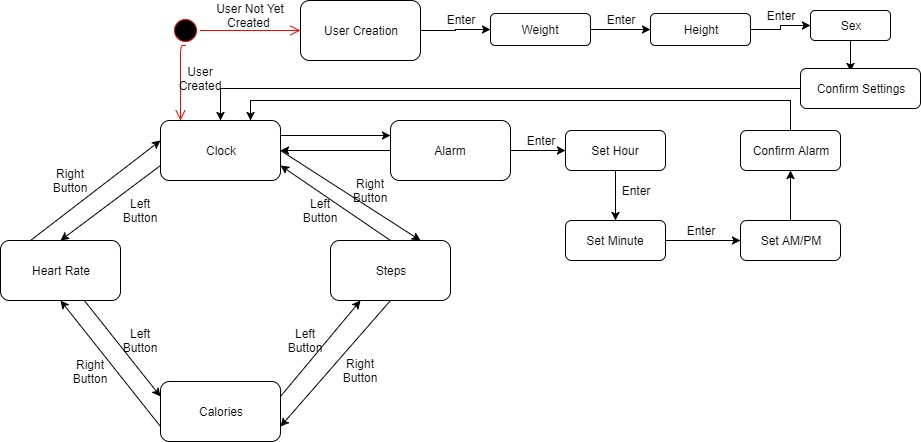 User Not Yet
Created
User Creation
Enter
Weight
Enter
Height
Enter
Sex
User
Created
Confirm Settings
Clock
Alarm
Enter
Set Hour
Confirm Alarm
Right
Button
Left
Button
Left
Button
Right
Button
Enter
Set Minute
Enter
Set AM/PM
Heart Rate
Steps
Left
Button
Right
Button
Left
Button
Right
Button
Calories